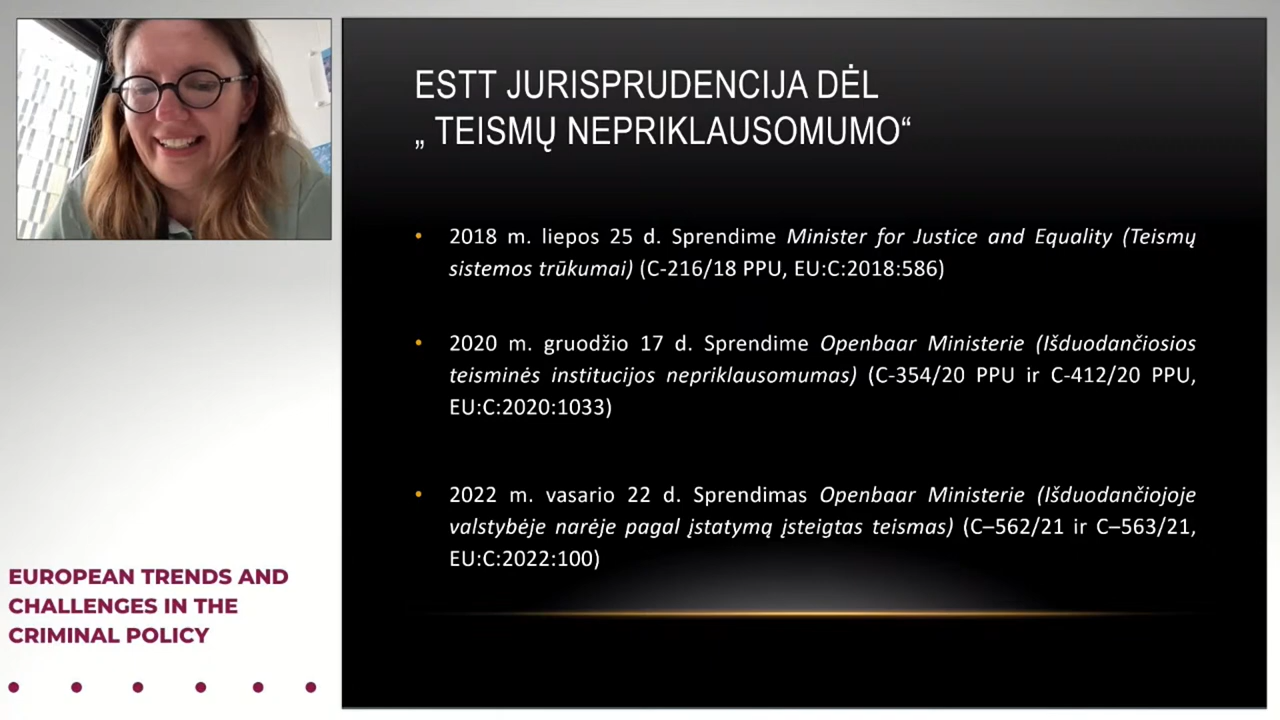 ESTT JURISPRUDENCIJA DĖL
„ TEISMŲ NEPRIKLAUSOMUMO“
• 2018 m. liepos 25 d. Sprendime Minister for Justice and Equality (Teismų
sistemos trūkumai) (C-216/18 PPU, EU:C:2018:586)
• 2020 m. gruodžio 17 d. Sprendime Openbaar Ministerie (Išduodančiosios
teisminės institucijos nepriklausomumas) (C-354/20 PPU ir C-412/20 PPU,
EU:C:2020:1033)
• 2022 m. vasario 22 d. Sprendimas Openbaar Ministerie (Išduodančiojoje
valstybėje narėje pagal įstatymą įsteigtas teismas) (C–562/21 ir C–563/21,
EU:C:2022:100)
EUROPEAN TRENDS AND
CHALLENGES IN THE
CRIMINAL POLICY